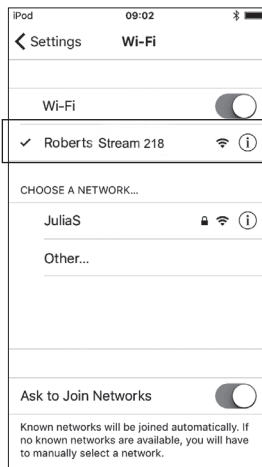 iPod 09:02
Settings Wi-Fi
Wi-Fi
Roberts Stream 218
CHOOSE A NETWORK...
JuliaS
Other...
Ask to Join Networks
Known networks will be joined automatically. If
no known networks are available, you will have
to manually select a network.